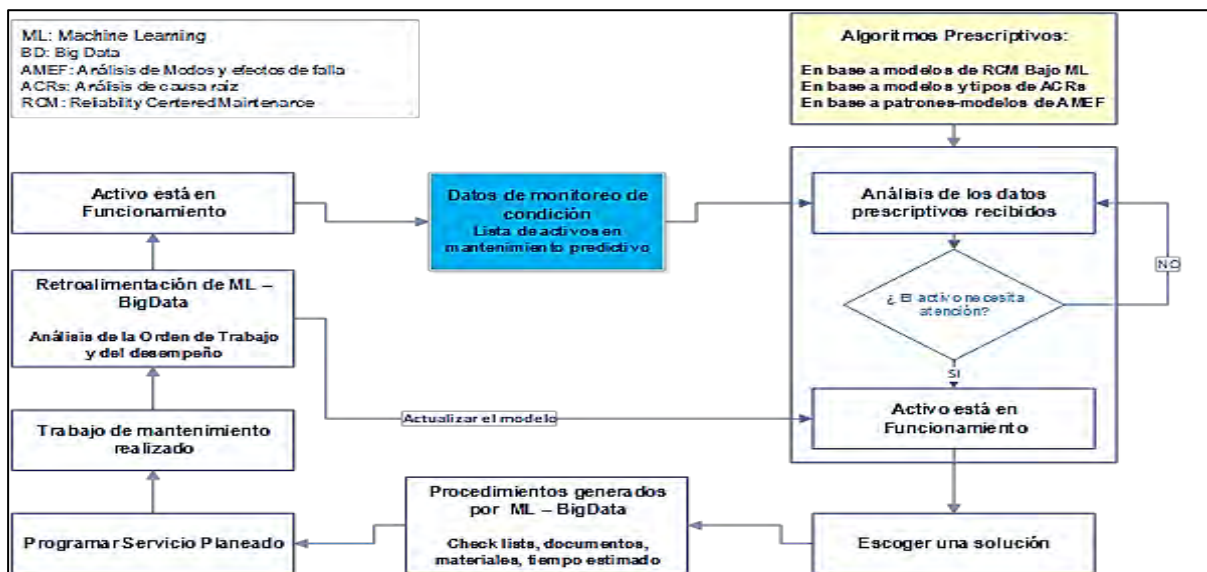 ML: Machine Learning
BD: Big Data
AMEF: Análisis de Modos y efectos de falla
ACRs: Análisis de causa raíz
RCM: Reliability Centered Maintenance
Algoritmos Prescriptivos:
En base a modelos de RCM Bajo ML
En base a modelos y tipos de ACRs
En base a patrones-modelos de AMEF
Activo está en
Funcionamiento
Datos de monitoreo de
condición
Lista de activos en
mantenimiento predictivo
Análisis de los datos
prescriptivos recibidos
¿ El activo necesita
atención?
NO
SI
Retroalimentación de ML –
BigData
Análisis de la Orden de Trabajo
y del desempeño
Actualizar el modelo
Activo está en
Funcionamiento
Trabajo de mantenimiento
realizado
Programar Servicio Planeado
Procedimientos generados
por ML – BigData
Check lists, documentos,
materiales, tiempo estimado
Escoger una solución